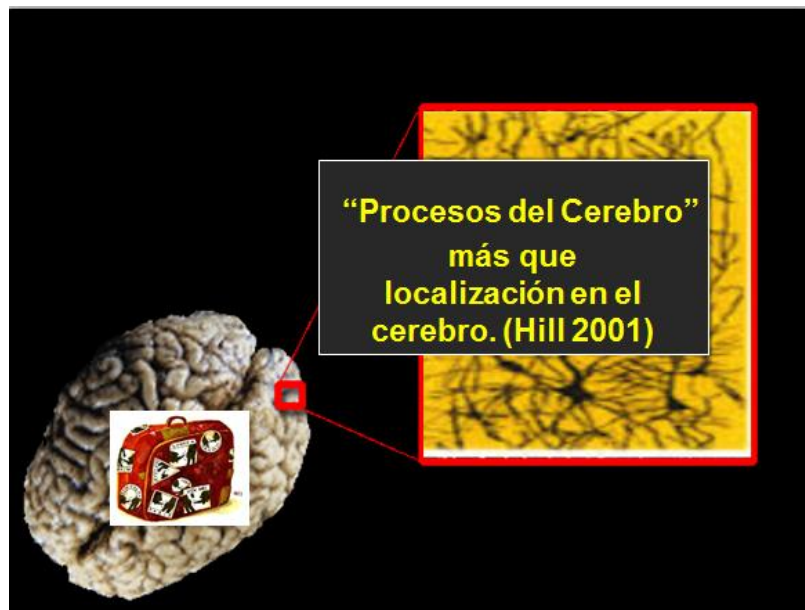 “Procesos del Cerebro”
más que
localización en el
cerebro. (Hill 2001)